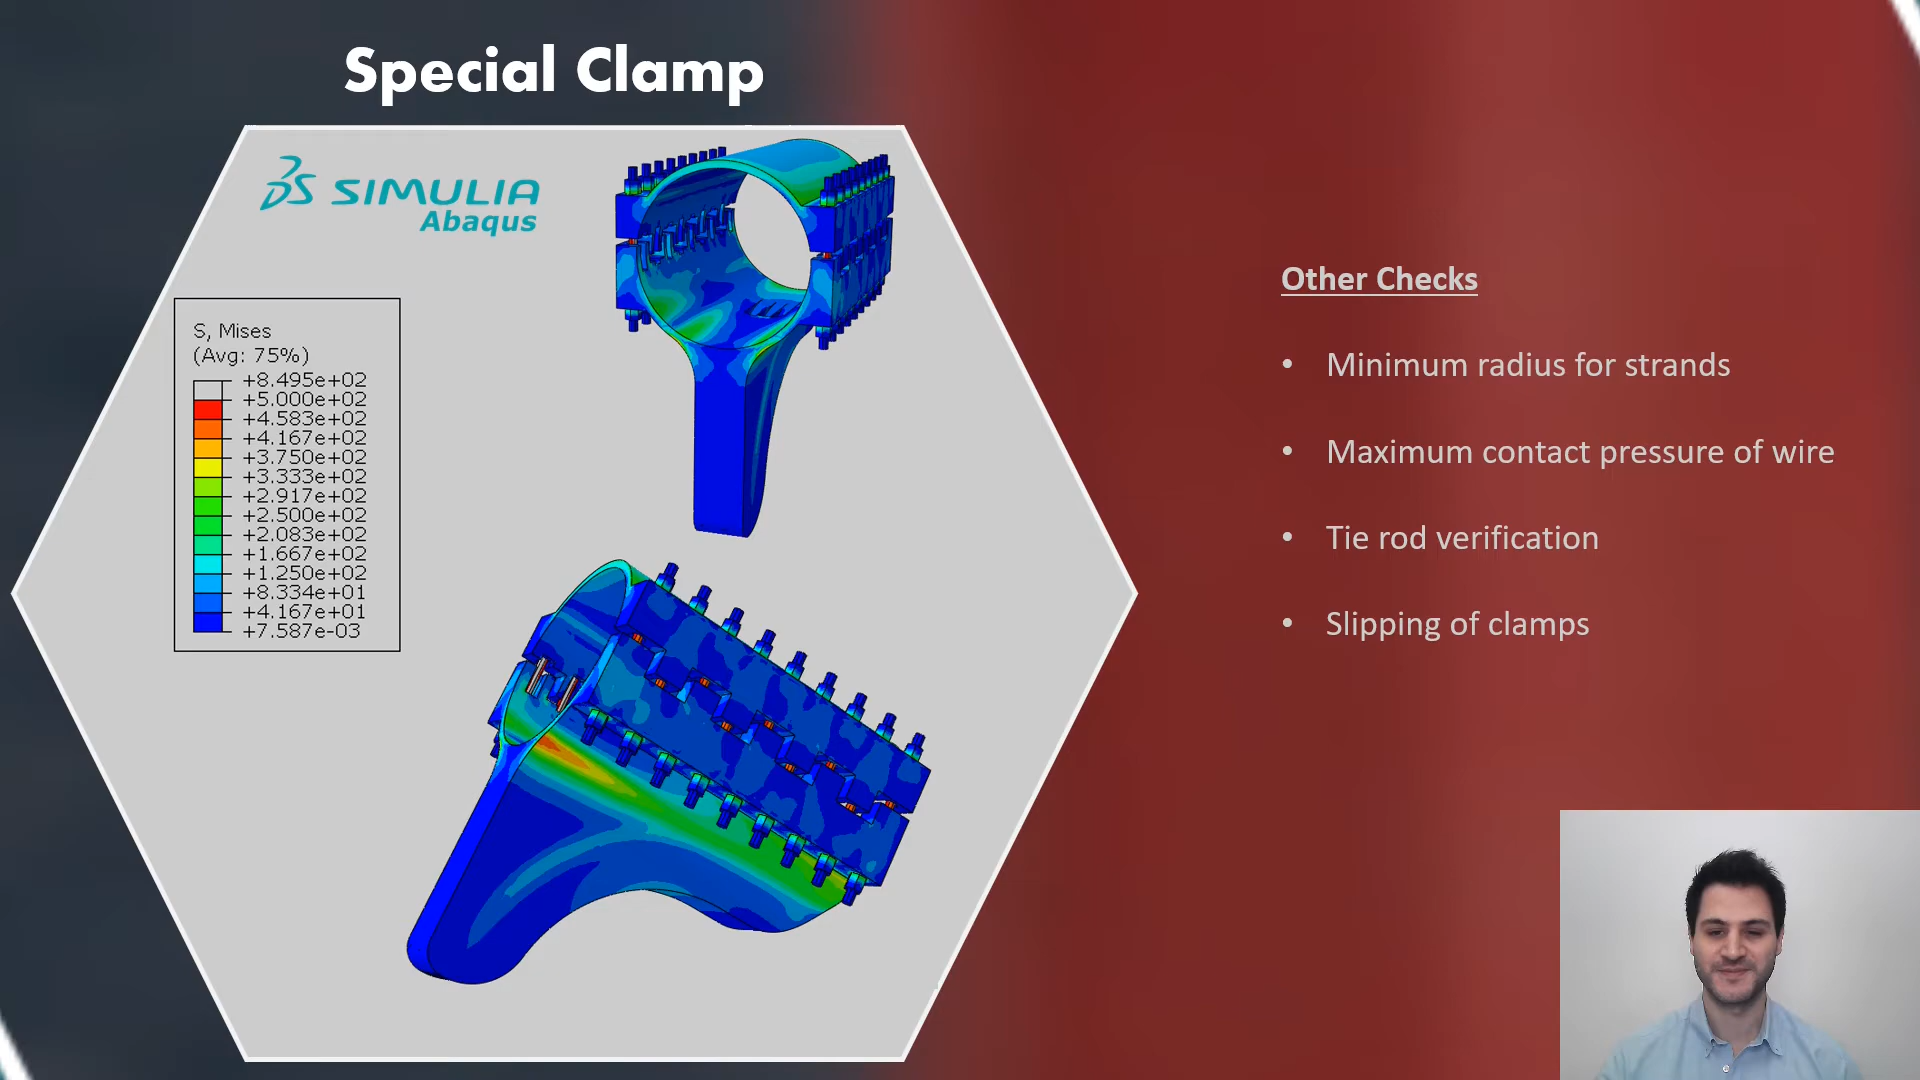 Special Clamp
SIMULIA
Abaqus
S, Mises
(Avg: 75%)
+8.495e+02
+5.000e+02
+4.583e+02
+4.167e+02
+3.750e+02
+3.333e+02
+2.917e+02
+2.500e+02
+2.083e+02
+1.667e+02
+1.250e+02
+8.334e+01
+4.167e+01
+7.587e-03
Other Checks
• Minimum radius for strands
• Maximum contact pressure of wire
• Tie rod verification
• Slipping of clamps